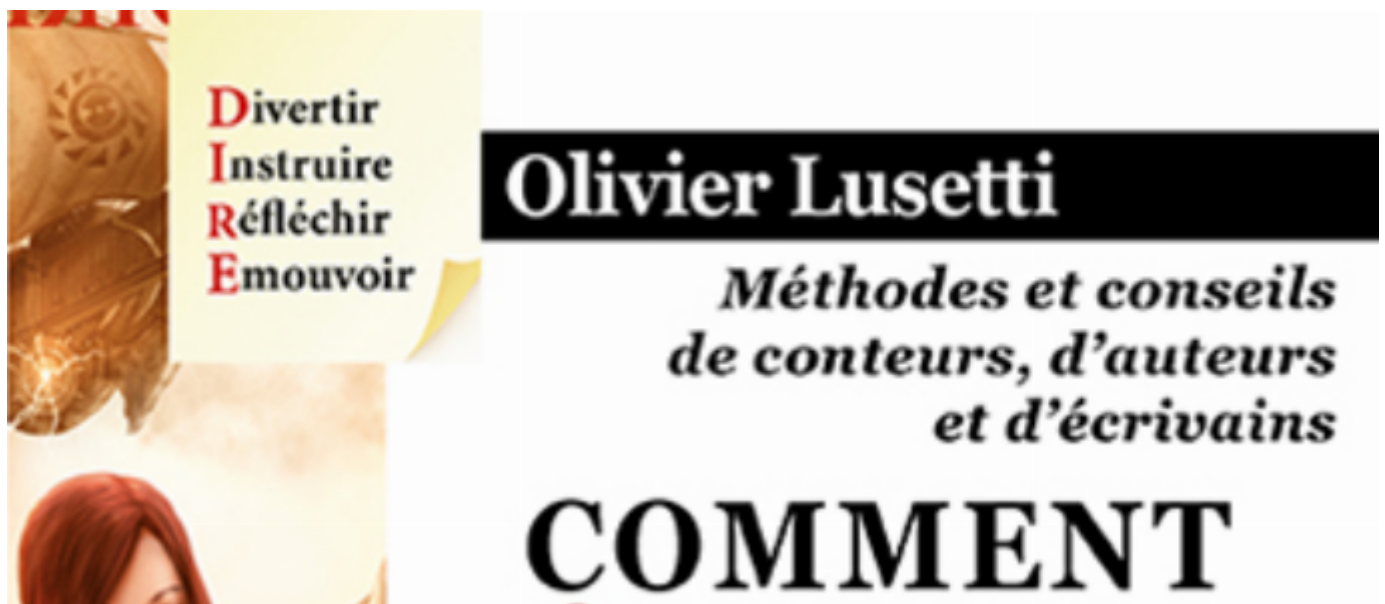 Divertir
Instruire
Réfléchir
Emouvoir
Olivier Lusetti
Méthodes et conseils
de conteurs, d'auteurs
et d'écrivains
COMMENT